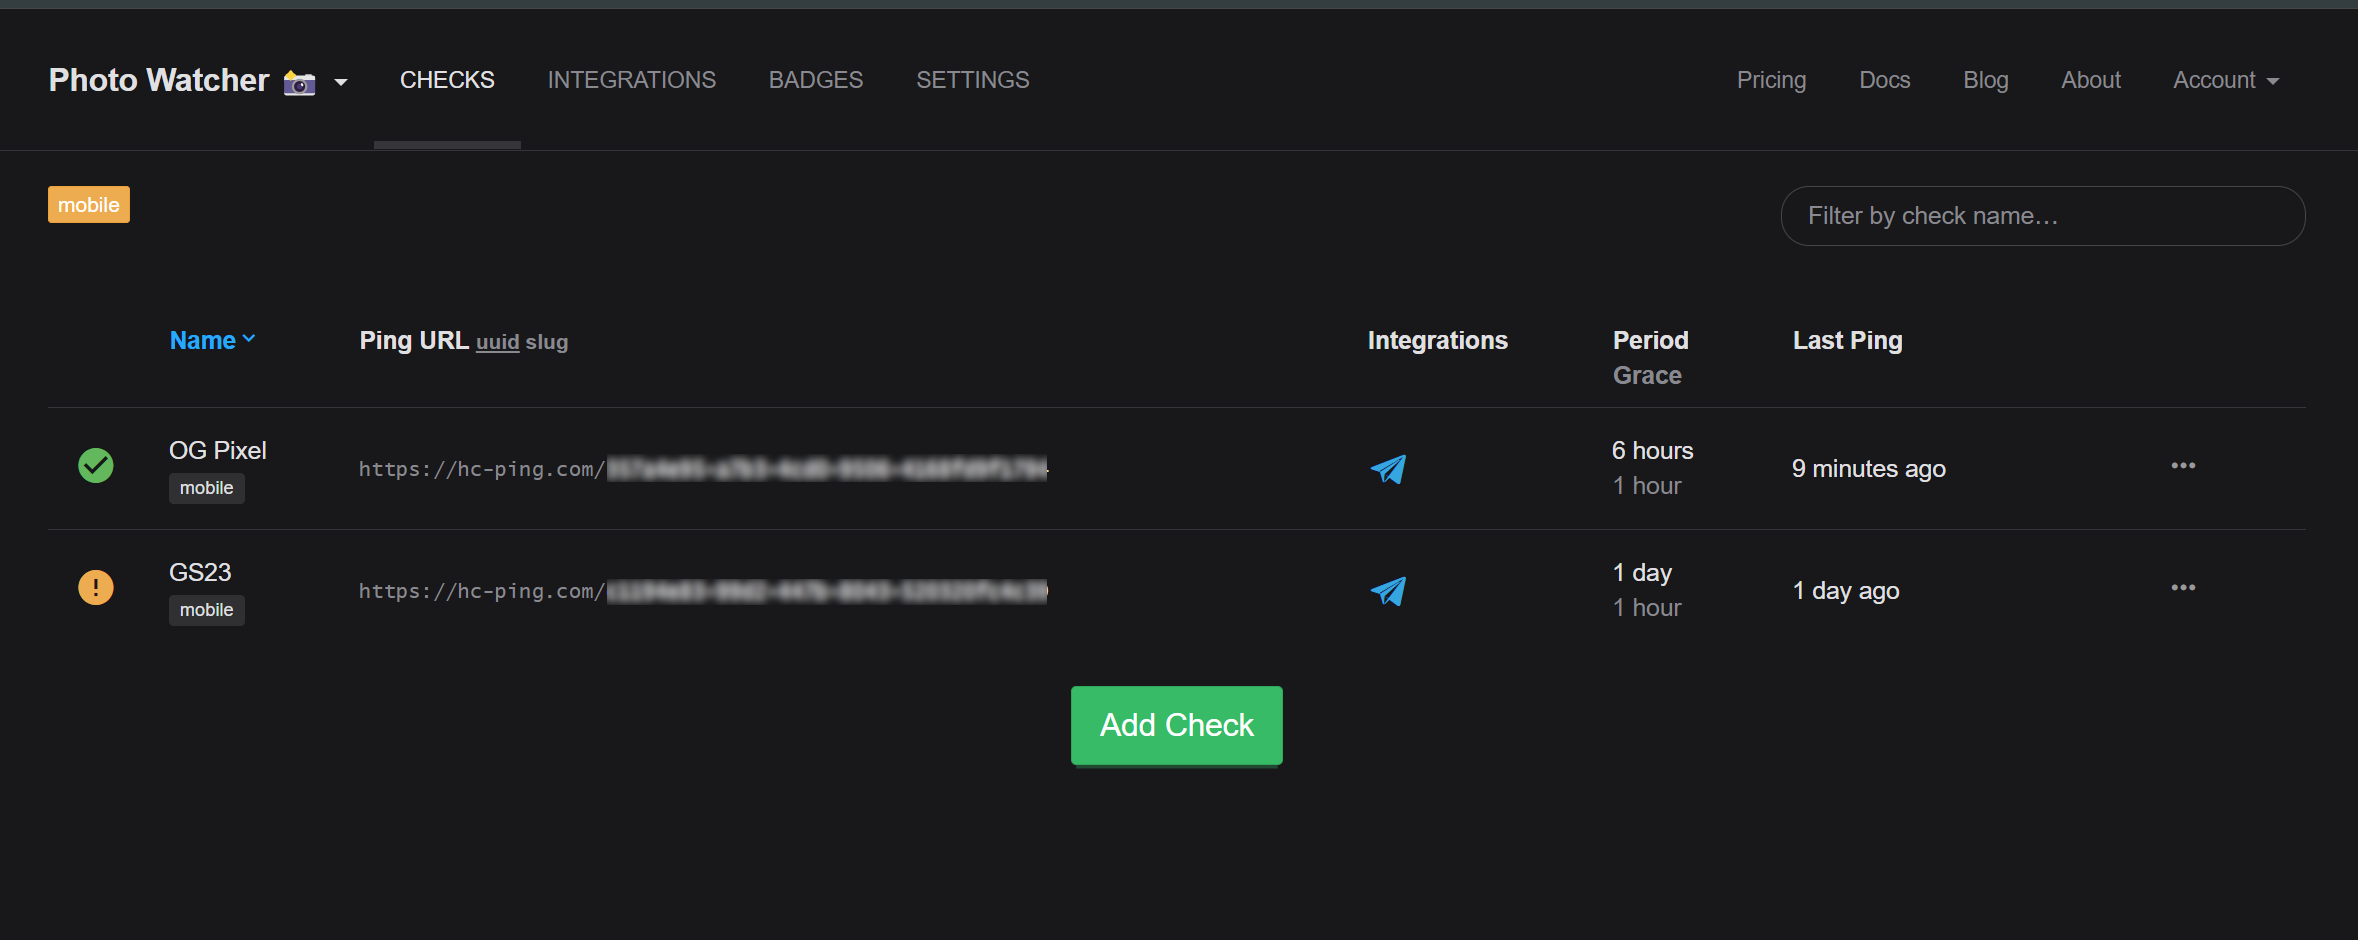 Photo Watcher CHECKS INTEGRATIONS BADGES SETTINGS Pricing Docs Blog About Account
mobile
Filter by check name…
Name Ping URL uuid slug Integrations Period Last Ping
Grace
OG Pixel 6 hours
https://hc-ping.com/ 9 minutes ago
mobile 1 hour
GS23 1 day
https://hc-ping.com/ 1 day ago
mobile 1 hour
Add Check